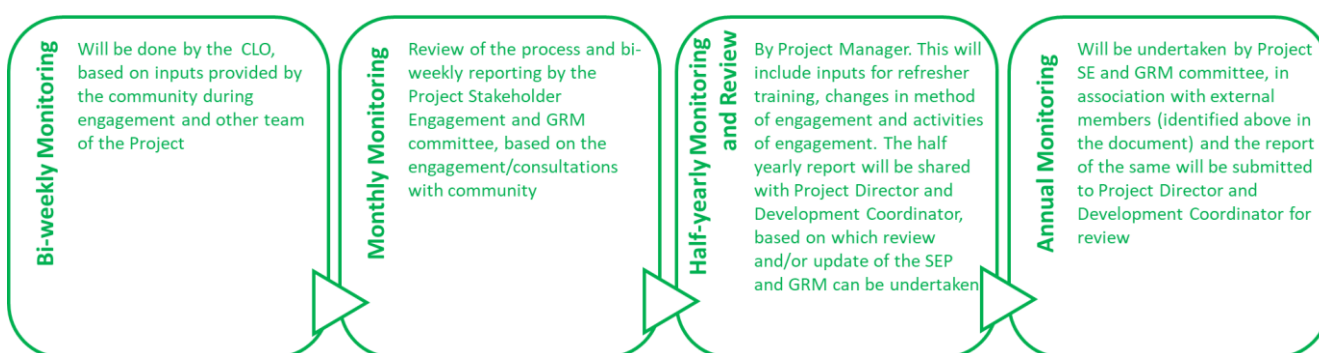 Bi-weekly Monitoring
Will be done by the CLO,
based on inputs provided by
the community during
engagement and other team
of the Project
Monthly Monitoring
Review of the process and bi-
weekly reporting by the
Project Stakeholder
Engagement and GRM
committee, based on the
engagement/consultations
with community
Half-yearly Monitoring
and Review
By Project Manager. This will
include inputs for refresher
training, changes in method
of engagement and activities
of engagement. The half
yearly report will be shared
with Project Director and
Development Coordinator,
based on which review
and/or update of the SEP
and GRM can be undertaken
Annual Monitoring
Will be undertaken by Project
SE and GRM committee, in
association with external
members (identified above in
the document) and the report
of the same will be submitted
to Project Director and
Development Coordinator for
review